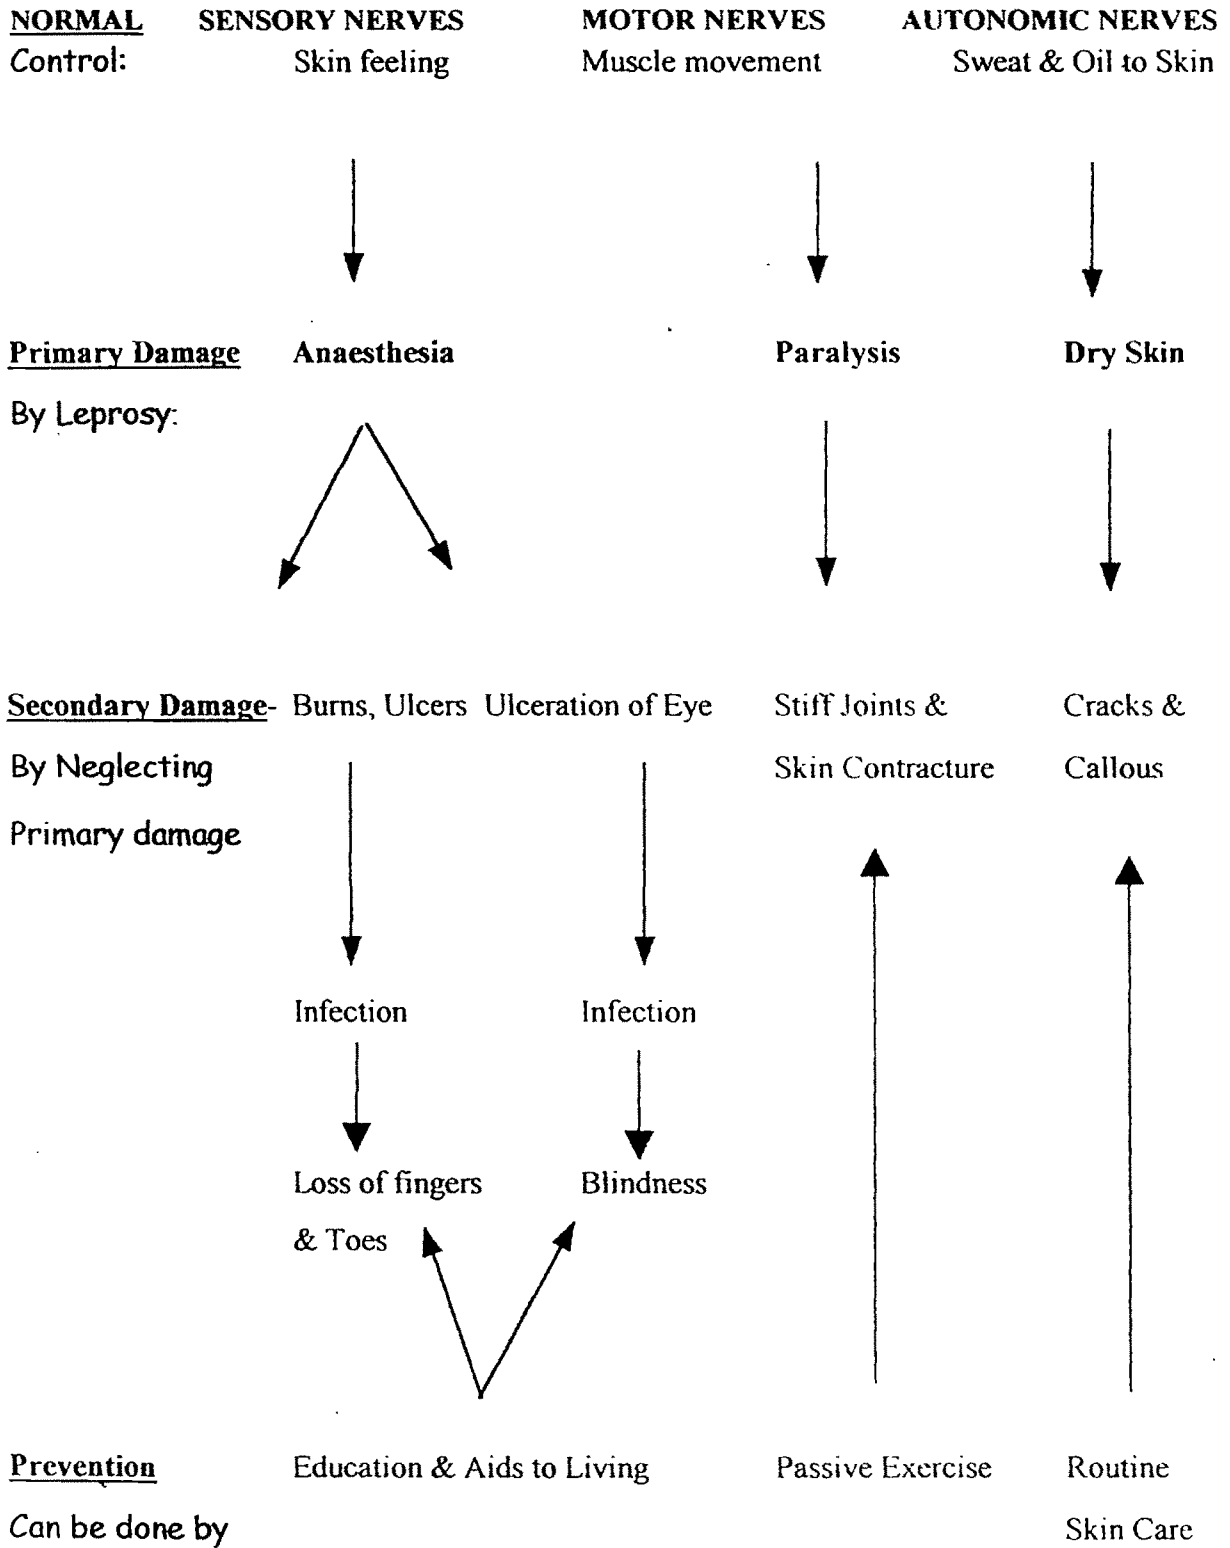 NORMAL SENSORY NERVES MOTOR NERVES AUTONOMIC NERVES
Control: Skin feeling Muscle movement Sweat & Oil to Skin
Primary Damage Anaesthesia Paralysis Dry Skin
By Leprosy:
Secondary Damage- Burns, Ulcers Ulceration of Eye Stiff Joints & Cracks &
By Neglecting Skin Contracture Callous
Primary damage
Infection Infection
Loss of fingers Blindness
& Toes
Prevention Education & Aids to Living Passive Exercise Routine
Can be done by Skin Care